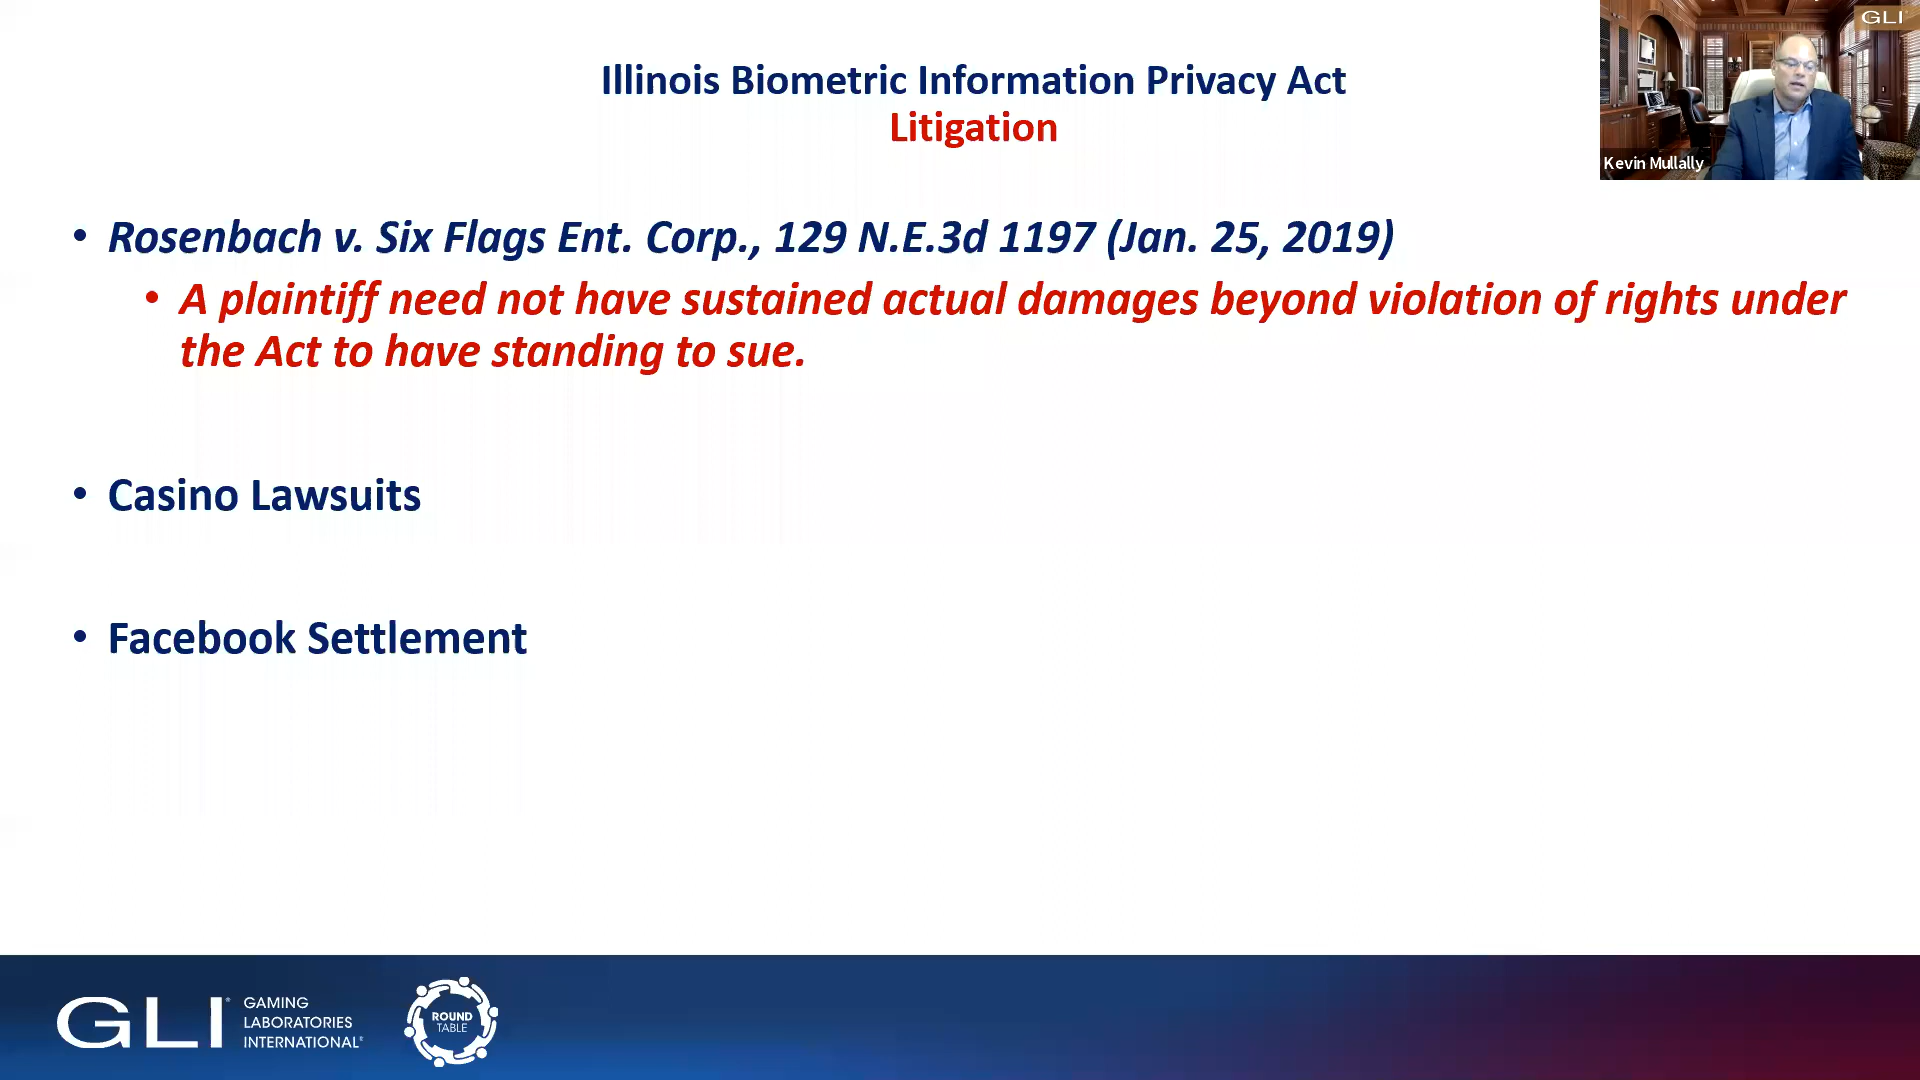 GLI
Illinois Biometric Information Privacy Act
Litigation
Kevin Mullally
• Rosenbach v. Six Flags Ent. Corp., 129 N.E.3d 1197 (Jan. 25, 2019)
• A plaintiff need not have sustained actual damages beyond violation of rights under
the Act to have standing to sue.
• Casino Lawsuits
• Facebook Settlement
GLI®
GAMING
LABORATORIES
INTERNATIONAL®
ROUND
TABLE